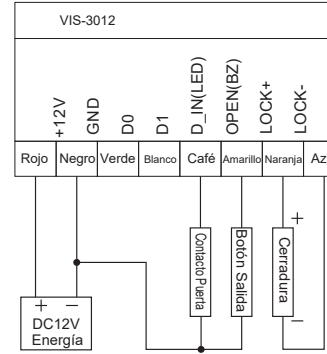 VIS-3012
+12V
GND
D0
D1
D_IN(LED)
OPEN(BZ)
LOCK+
LOCK-
Rojo Negro Verde Blanco Café Amarillo Naranja Az
Contacto Puerta
Botón Salida
+
Cerradura
–
+ –
DC12V
Energía